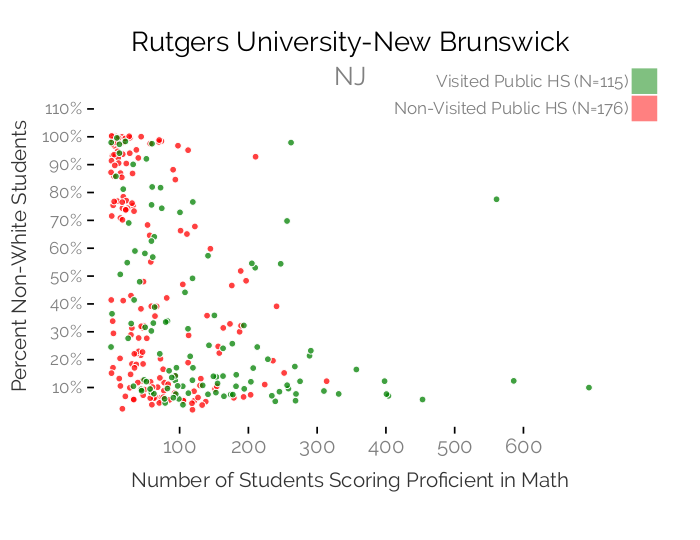 Rutgers University-New Brunswick
NJ
Visited Public HS (N=115)
Non-Visited Public HS (N=176)
Percent Non-White Students
110%
100%
90%
80%
70%
60%
50%
40%
30%
20%
10%
100 200 300 400 500 600
Number of Students Scoring Proficient in Math